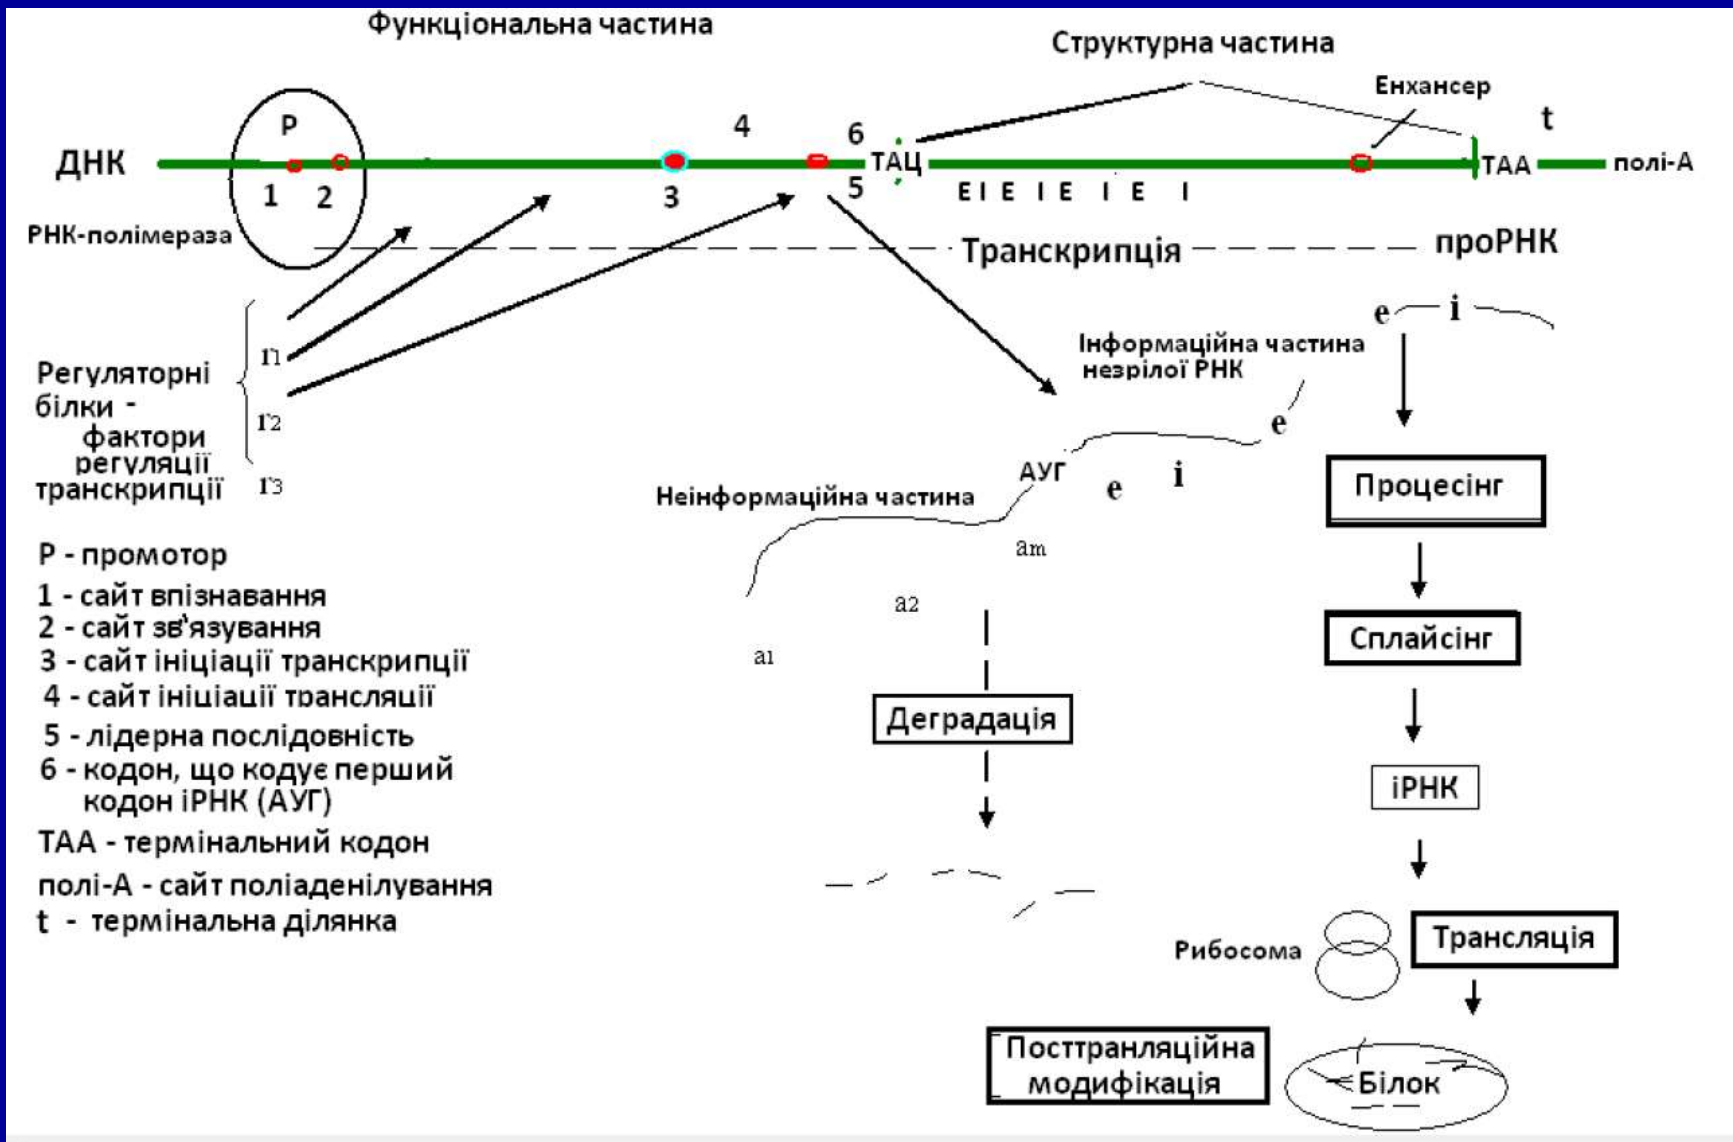 Функціональна частина
Структурна частина
Енхансер
P
4
6
t
ДНК
ТАЦ
ТАА
полі-А
1
2
3
5
E I E I E I E I
РНК-полімераза
Транскрипція
проРНК
e
i
r1
Інформаційна частина
незрілої РНК
Регуляторні
білки -
r2
фактори
регуляції
транскрипції
r3
e
АУГ
e
i
Процесінг
Неінформаційна частина
am
a2
a1
P - промотор
1 - сайт впізнавання
2 - сайт зв'язування
3 - сайт ініціації транскрипції
4 - сайт ініціації трансляції
5 - лідерна послідовність
6 - кодон, що кодує перший
кодон іРНК (АУГ)
ТАА - термінальний кодон
полі-А - сайт поліаденілування
t - термінальна ділянка
Сплайсінг
Деградація
іРНК
Рибосома
Трансляція
Посттранляційна
модифікація
Білок